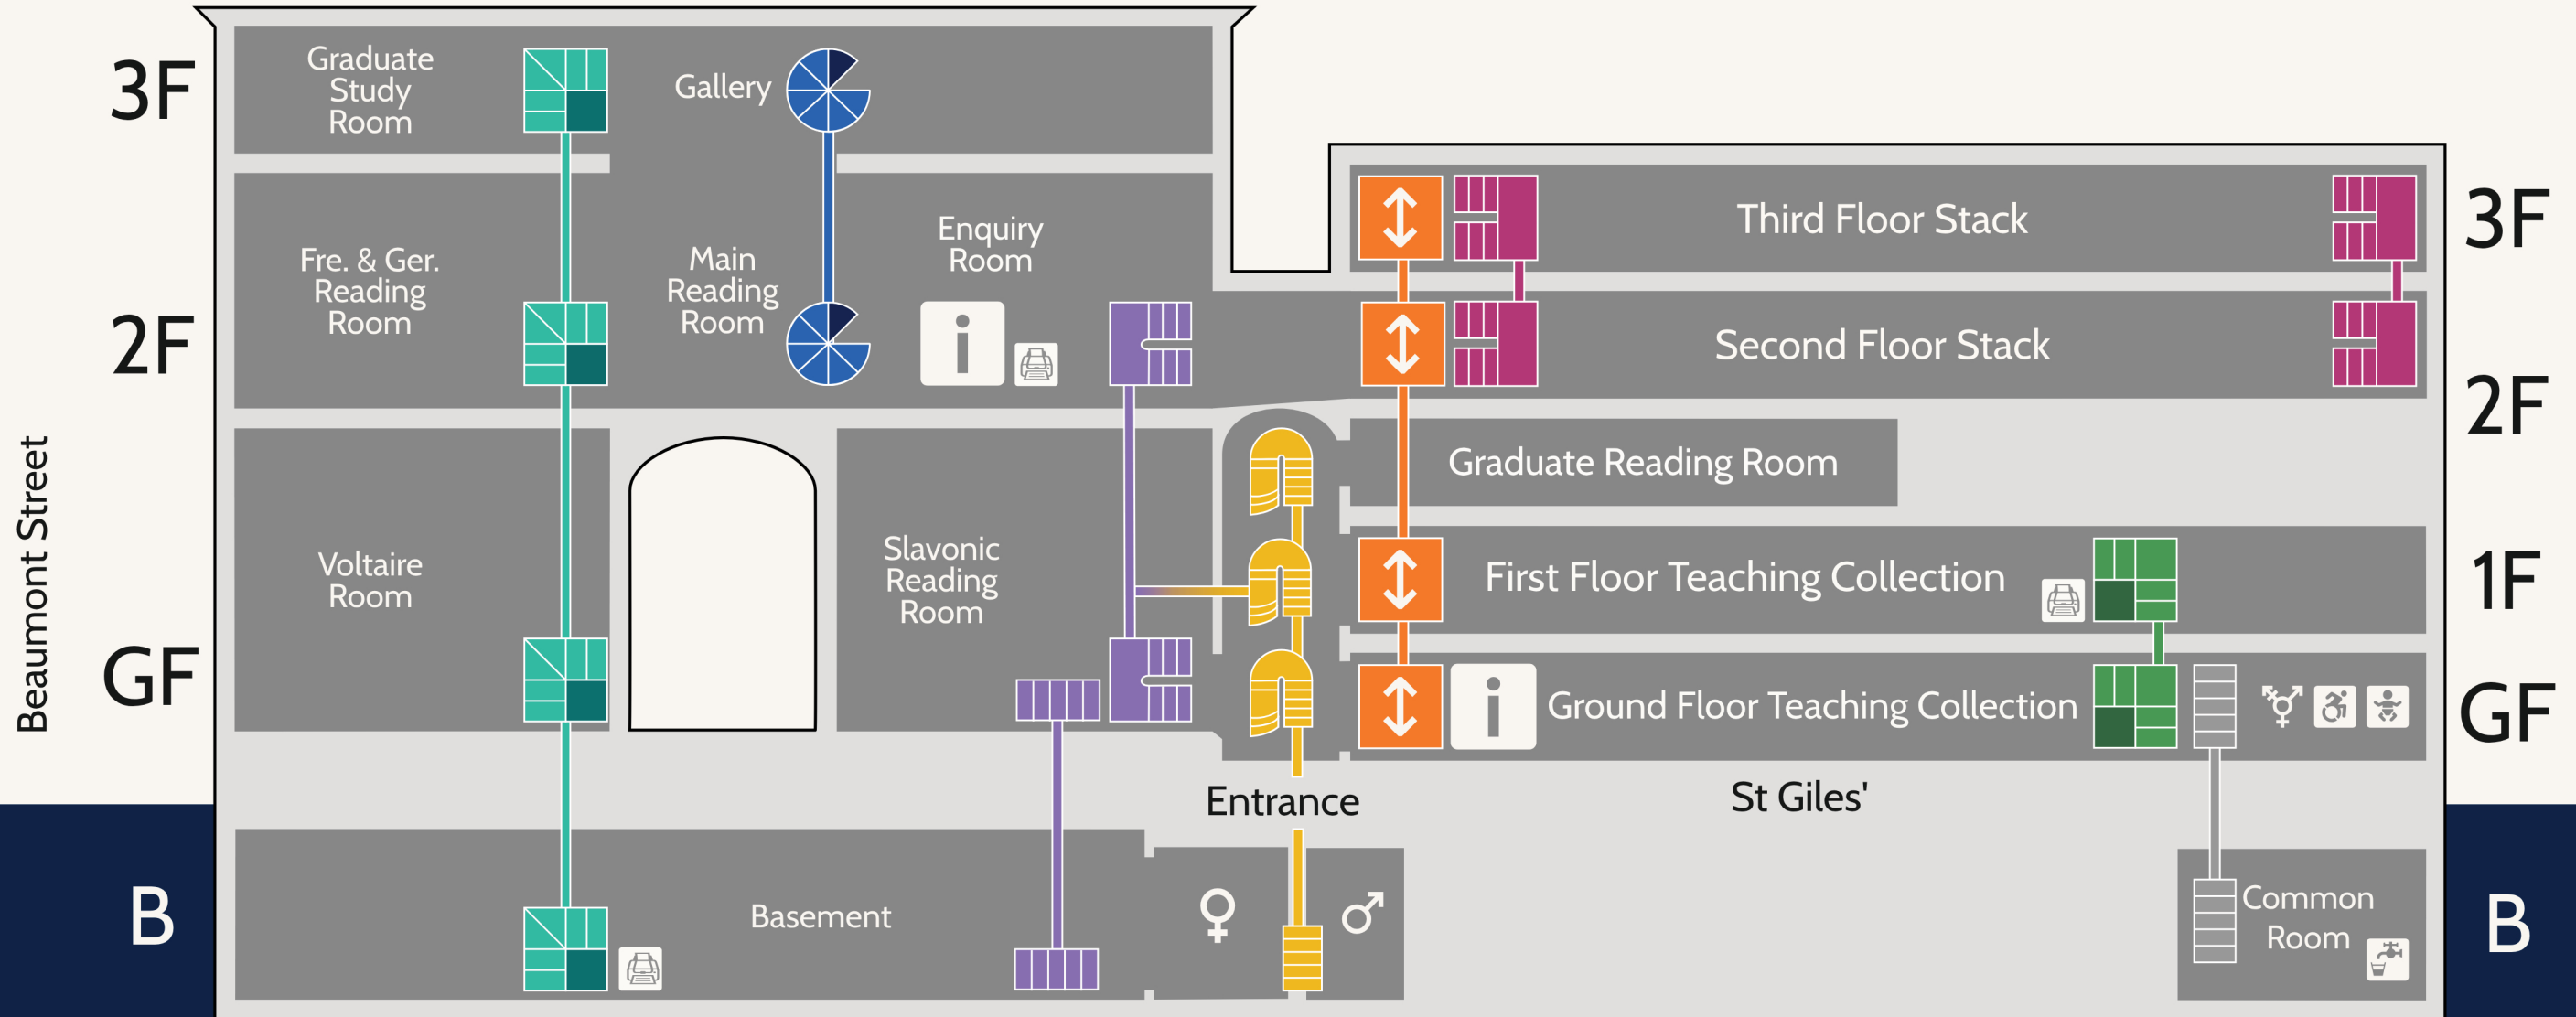 3F
Graduate
Study
Room
Gallery
3F
Third Floor Stack
2F
Fre. & Ger.
Reading
Room
Main
Reading
Room
Enquiry
Room
i
Second Floor Stack
2F
Graduate Reading Room
Beaumont Street
Voltaire
Room
Slavonic
Reading
Room
First Floor Teaching Collection
1F
GF
i
Ground Floor Teaching Collection
GF
Entrance
St Giles'
B
Basement
Common
Room
B